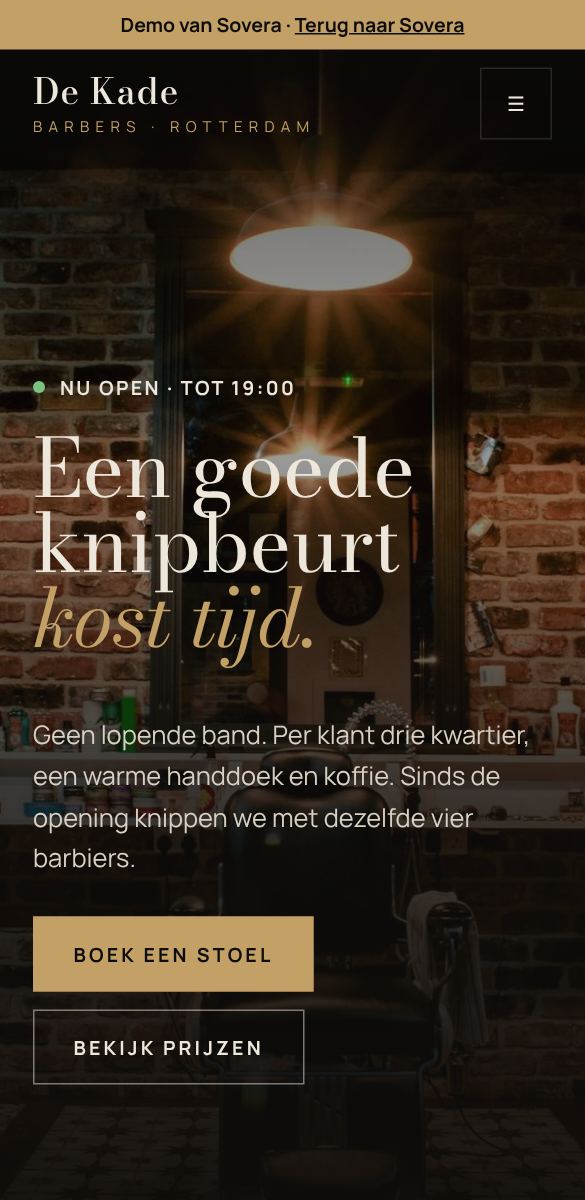 Demo van Sovera · Terug naar Sovera
De Kade
BARBERS · ROTTERDAM
☰
NU OPEN · TOT 19:00
Een goede
knipbeurt
kost tijd.
Geen lopende band. Per klant drie kwartier,
een warme handdoek en koffie. Sinds de
opening knippen we met dezelfde vier
barbiers.
BOEK EEN STOEL
BEKIJK PRIJZEN